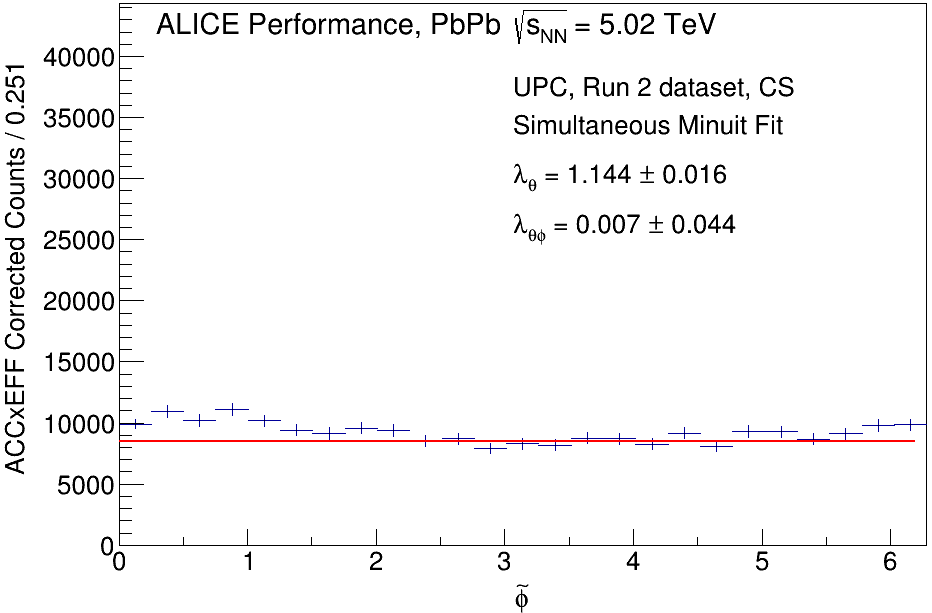 ALICE Performance, PbPb √s_NN = 5.02 TeV
UPC, Run 2 dataset, CS
Simultaneous Minuit Fit
λ_θ = 1.144 ± 0.016
λ_θϕ = 0.007 ± 0.044
ACCxEFF Corrected Counts / 0.251
40000
35000
30000
25000
20000
15000
10000
5000
0
0 1 2 3 4 5 6
ϕ̃